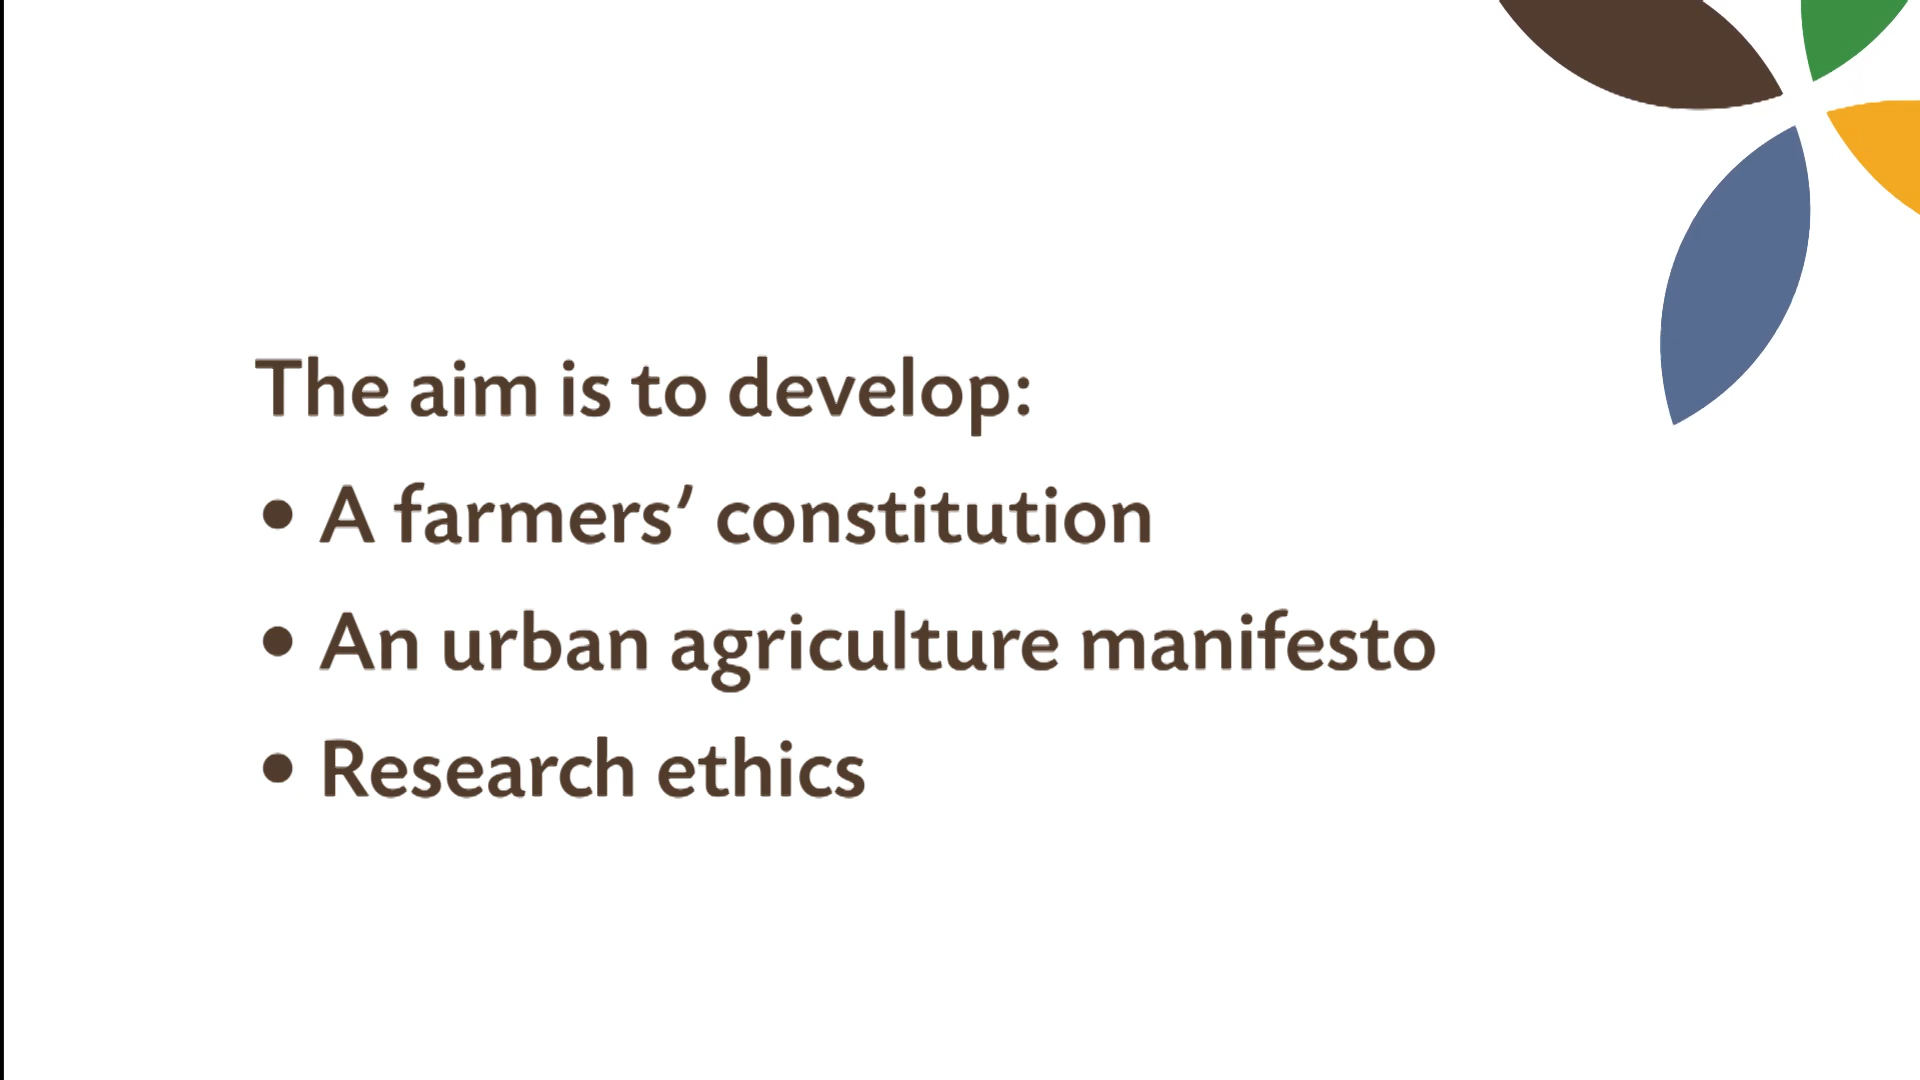 The aim is to develop:
• A farmers’ constitution
• An urban agriculture manifesto
• Research ethics